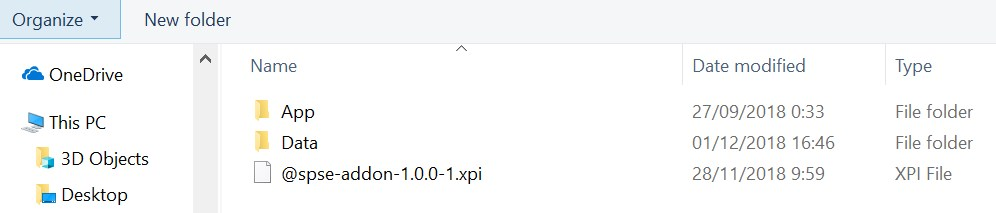 Organize New folder
OneDrive
This PC
3D Objects
Desktop
Name Date modified Type
App 27/09/2018 0:33 File folder
Data 01/12/2018 16:46 File folder
@spse-addon-1.0.0-1.xpi 28/11/2018 9:59 XPI File